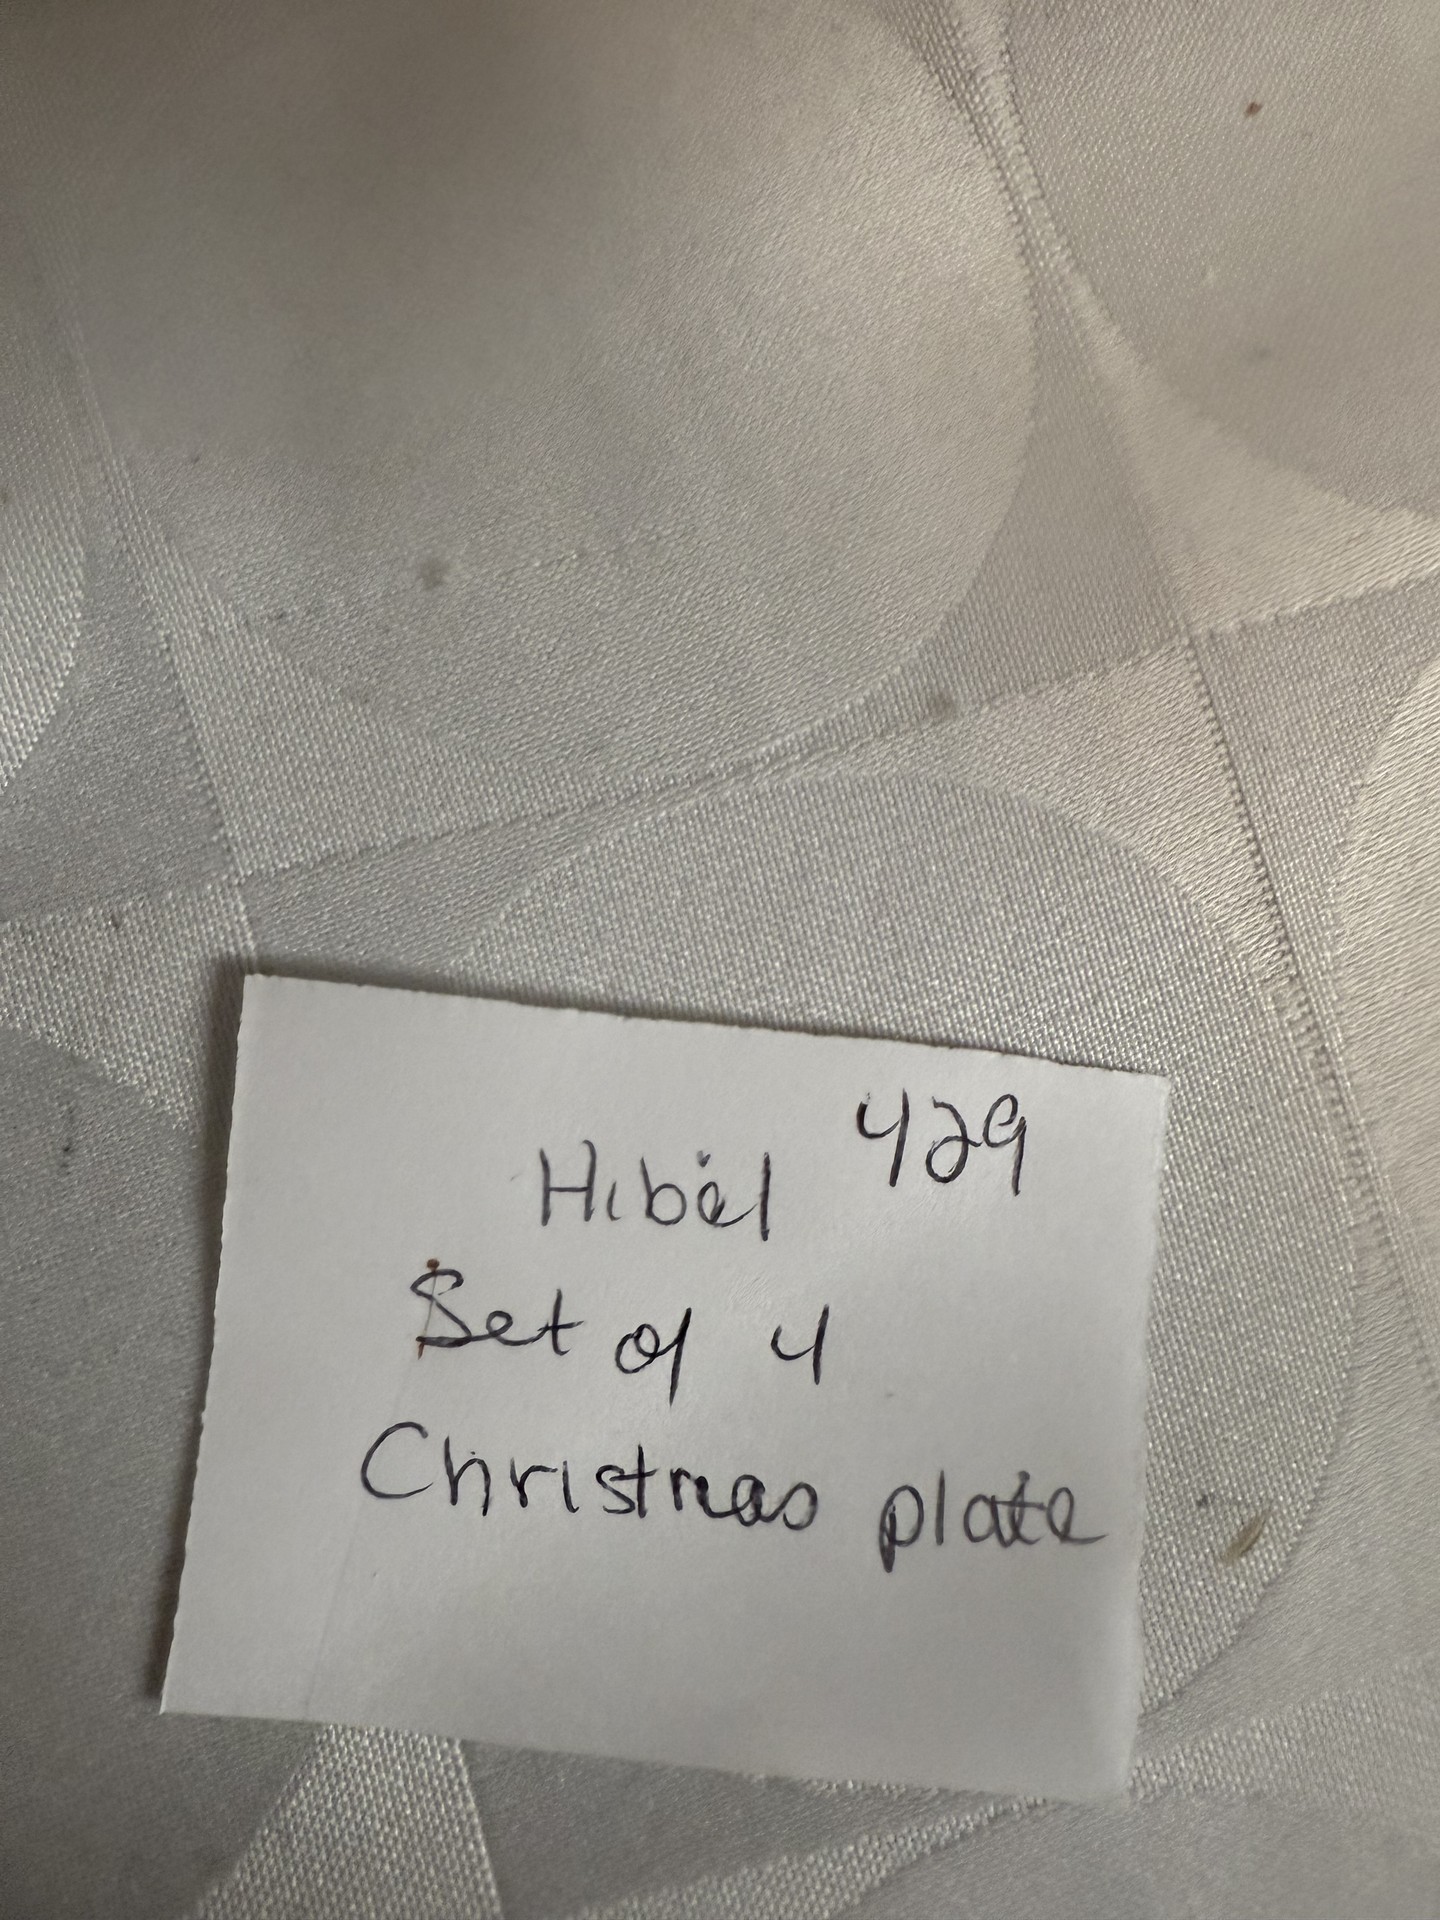 429
Hibel
Set of 4
Christmas plate